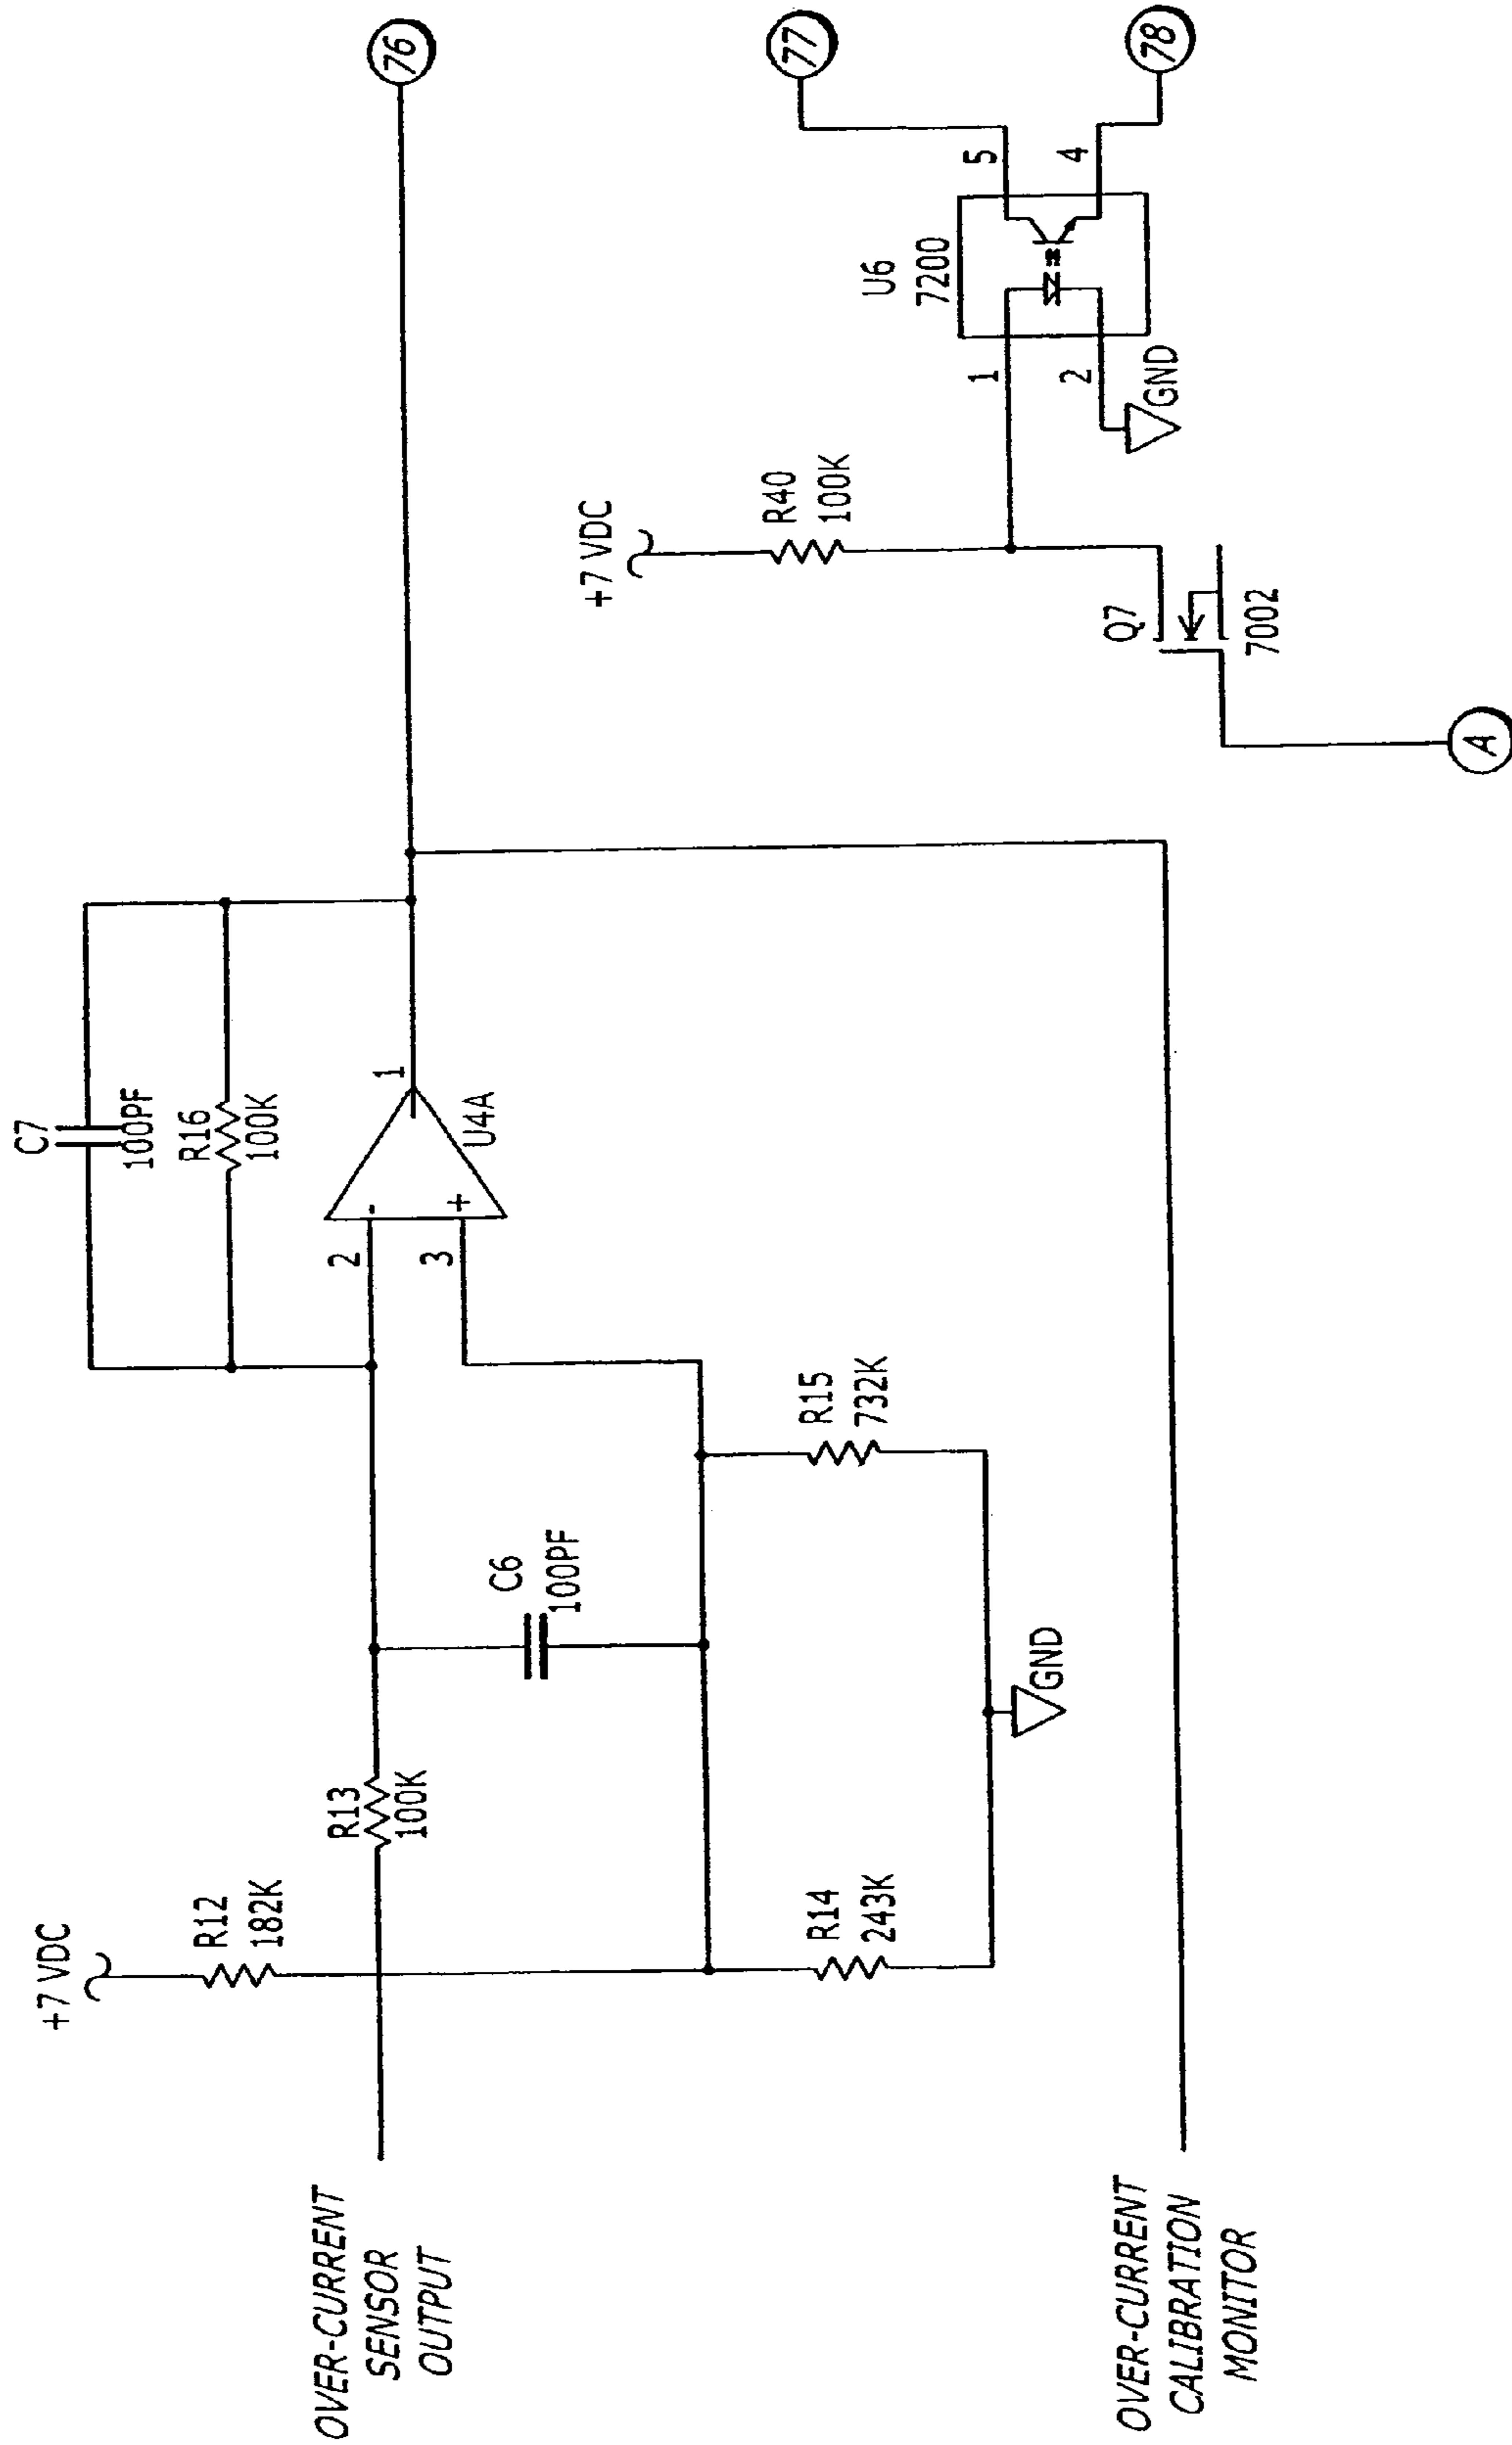 +7 VDC
R12
182K
OVER-CURRENT
SENSOR
OUTPUT
R13
100K
C6
100PF
R14
243K
R15
732K
GND
C7
100PF
R16
100K
2
-
3
+
1
U4A
76
OVER-CURRENT
CALIBRATION
MONITOR
+7 VDC
R40
100K
Q7
7002
A
U6
7200
1
2
GND
5
4
77
78